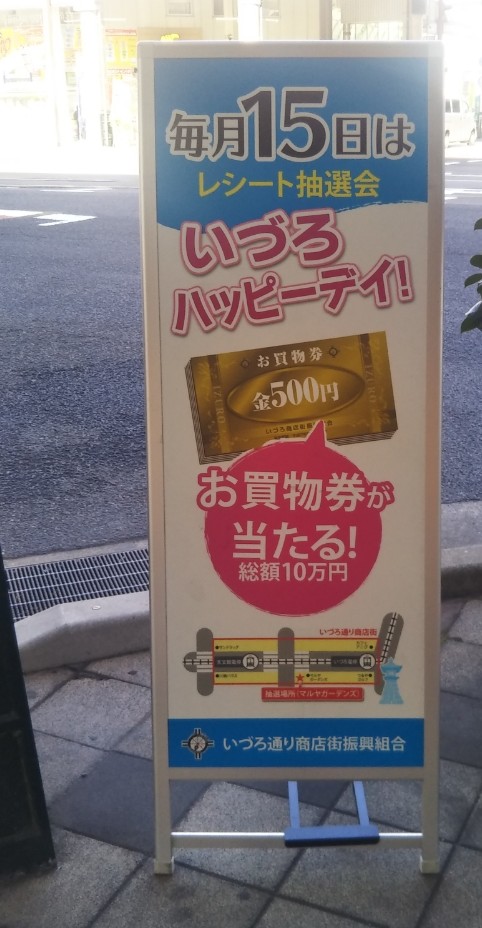 毎月15日は
レシート抽選会
いづろ
ハッピーデイ!
お買物券
金500円
IZURO
お買物券が
当たる!
総額10万円
いづろ通り商店街
抽選場所(マルヤガーデンズ)
いづろ通り商店街振興組合